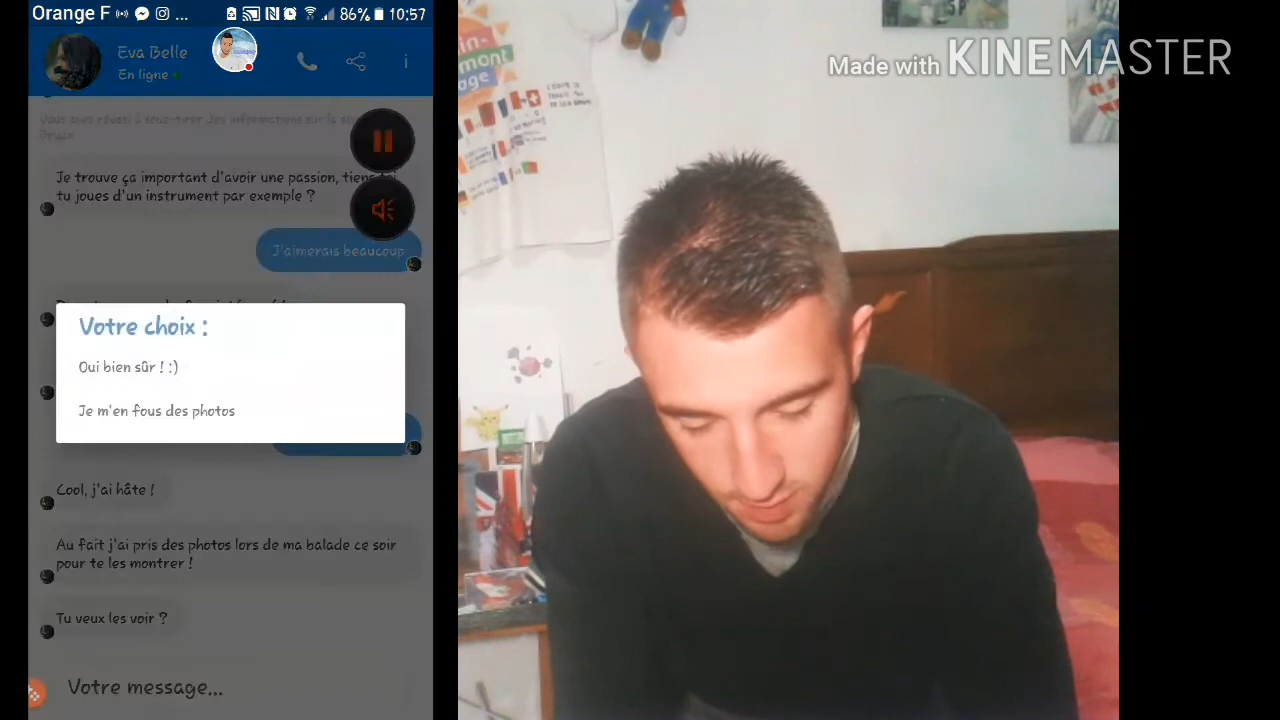 Orange F
... 86% 10:57
Made with KINEMASTER
Eva Belle
En ligne
Je trouve ça important d'avoir une passion, tiens
tu joues d'un instrument par exemple ?
J'aimerais beaucoup
Votre choix :
Oui bien sûr ! :)
Je m'en fous des photos
Cool, j'ai hâte !
Au fait j'ai pris des photos lors de ma balade ce soir
pour te les montrer !
Tu veux les voir ?
Votre message...